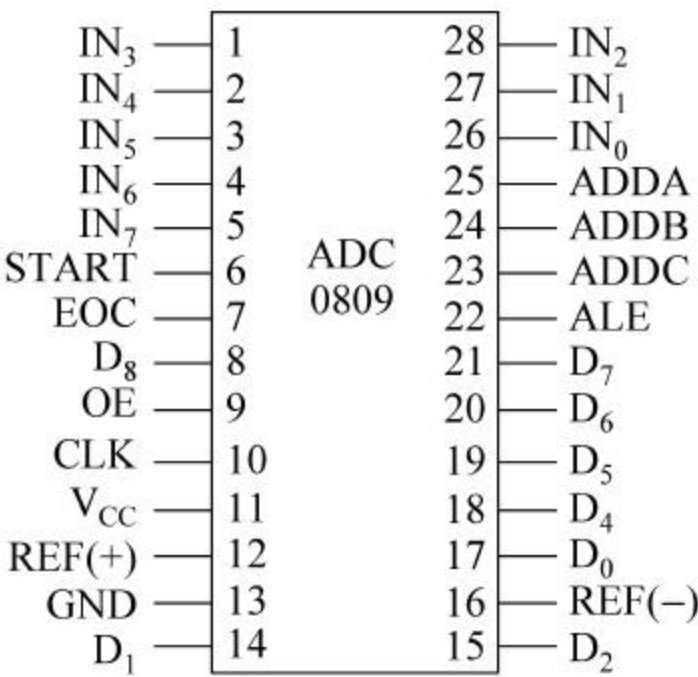 IN₃ 1 28 IN₂
IN₄ 2 27 IN₁
IN₅ 3 26 IN₀
IN₆ 4 25 ADDA
IN₇ 5 24 ADDB
START 6 ADC 23 ADDC
EOC 7 0809 22 ALE
D₈ 8 21 D₇
OE 9 20 D₆
CLK 10 19 D₅
V_CC 11 18 D₄
REF(+) 12 17 D₀
GND 13 16 REF(−)
D₁ 14 15 D₂